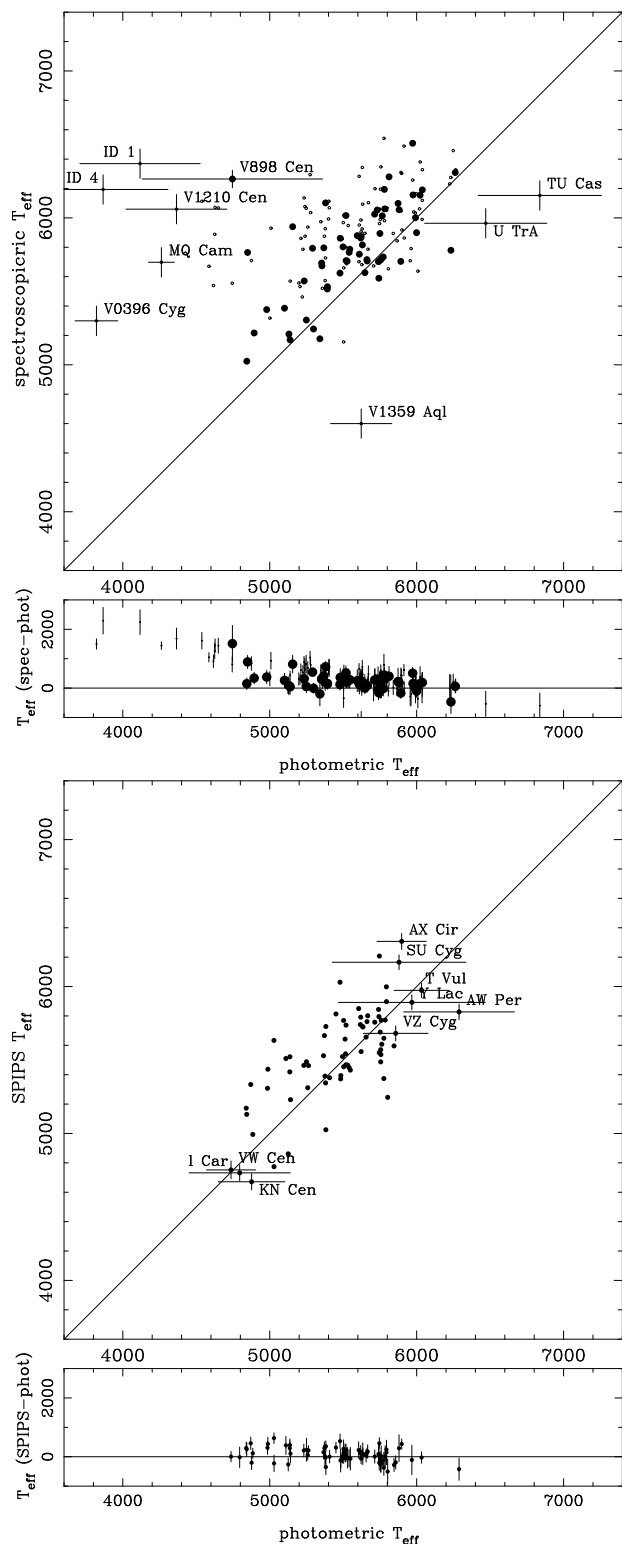 7000
6000
5000
4000
spectroscopicric T_eff
ID 1
V898 Cen
ID 4
TU Cas
V1210 Cen
U TrA
MQ Cam
V0396 Cyg
V1359 Aql
4000 5000 6000 7000
2000
0
T_eff (spec-phot)
4000 5000 6000 7000
photometric T_eff
7000
6000
5000
4000
SPIPS T_eff
AX Cir
SU Cyg
T Vul
Y Lac
AW Per
VZ Cyg
l Car
VW Cen
KN Cen
4000 5000 6000 7000
2000
0
T_eff (SPIPS-phot)
4000 5000 6000 7000
photometric T_eff